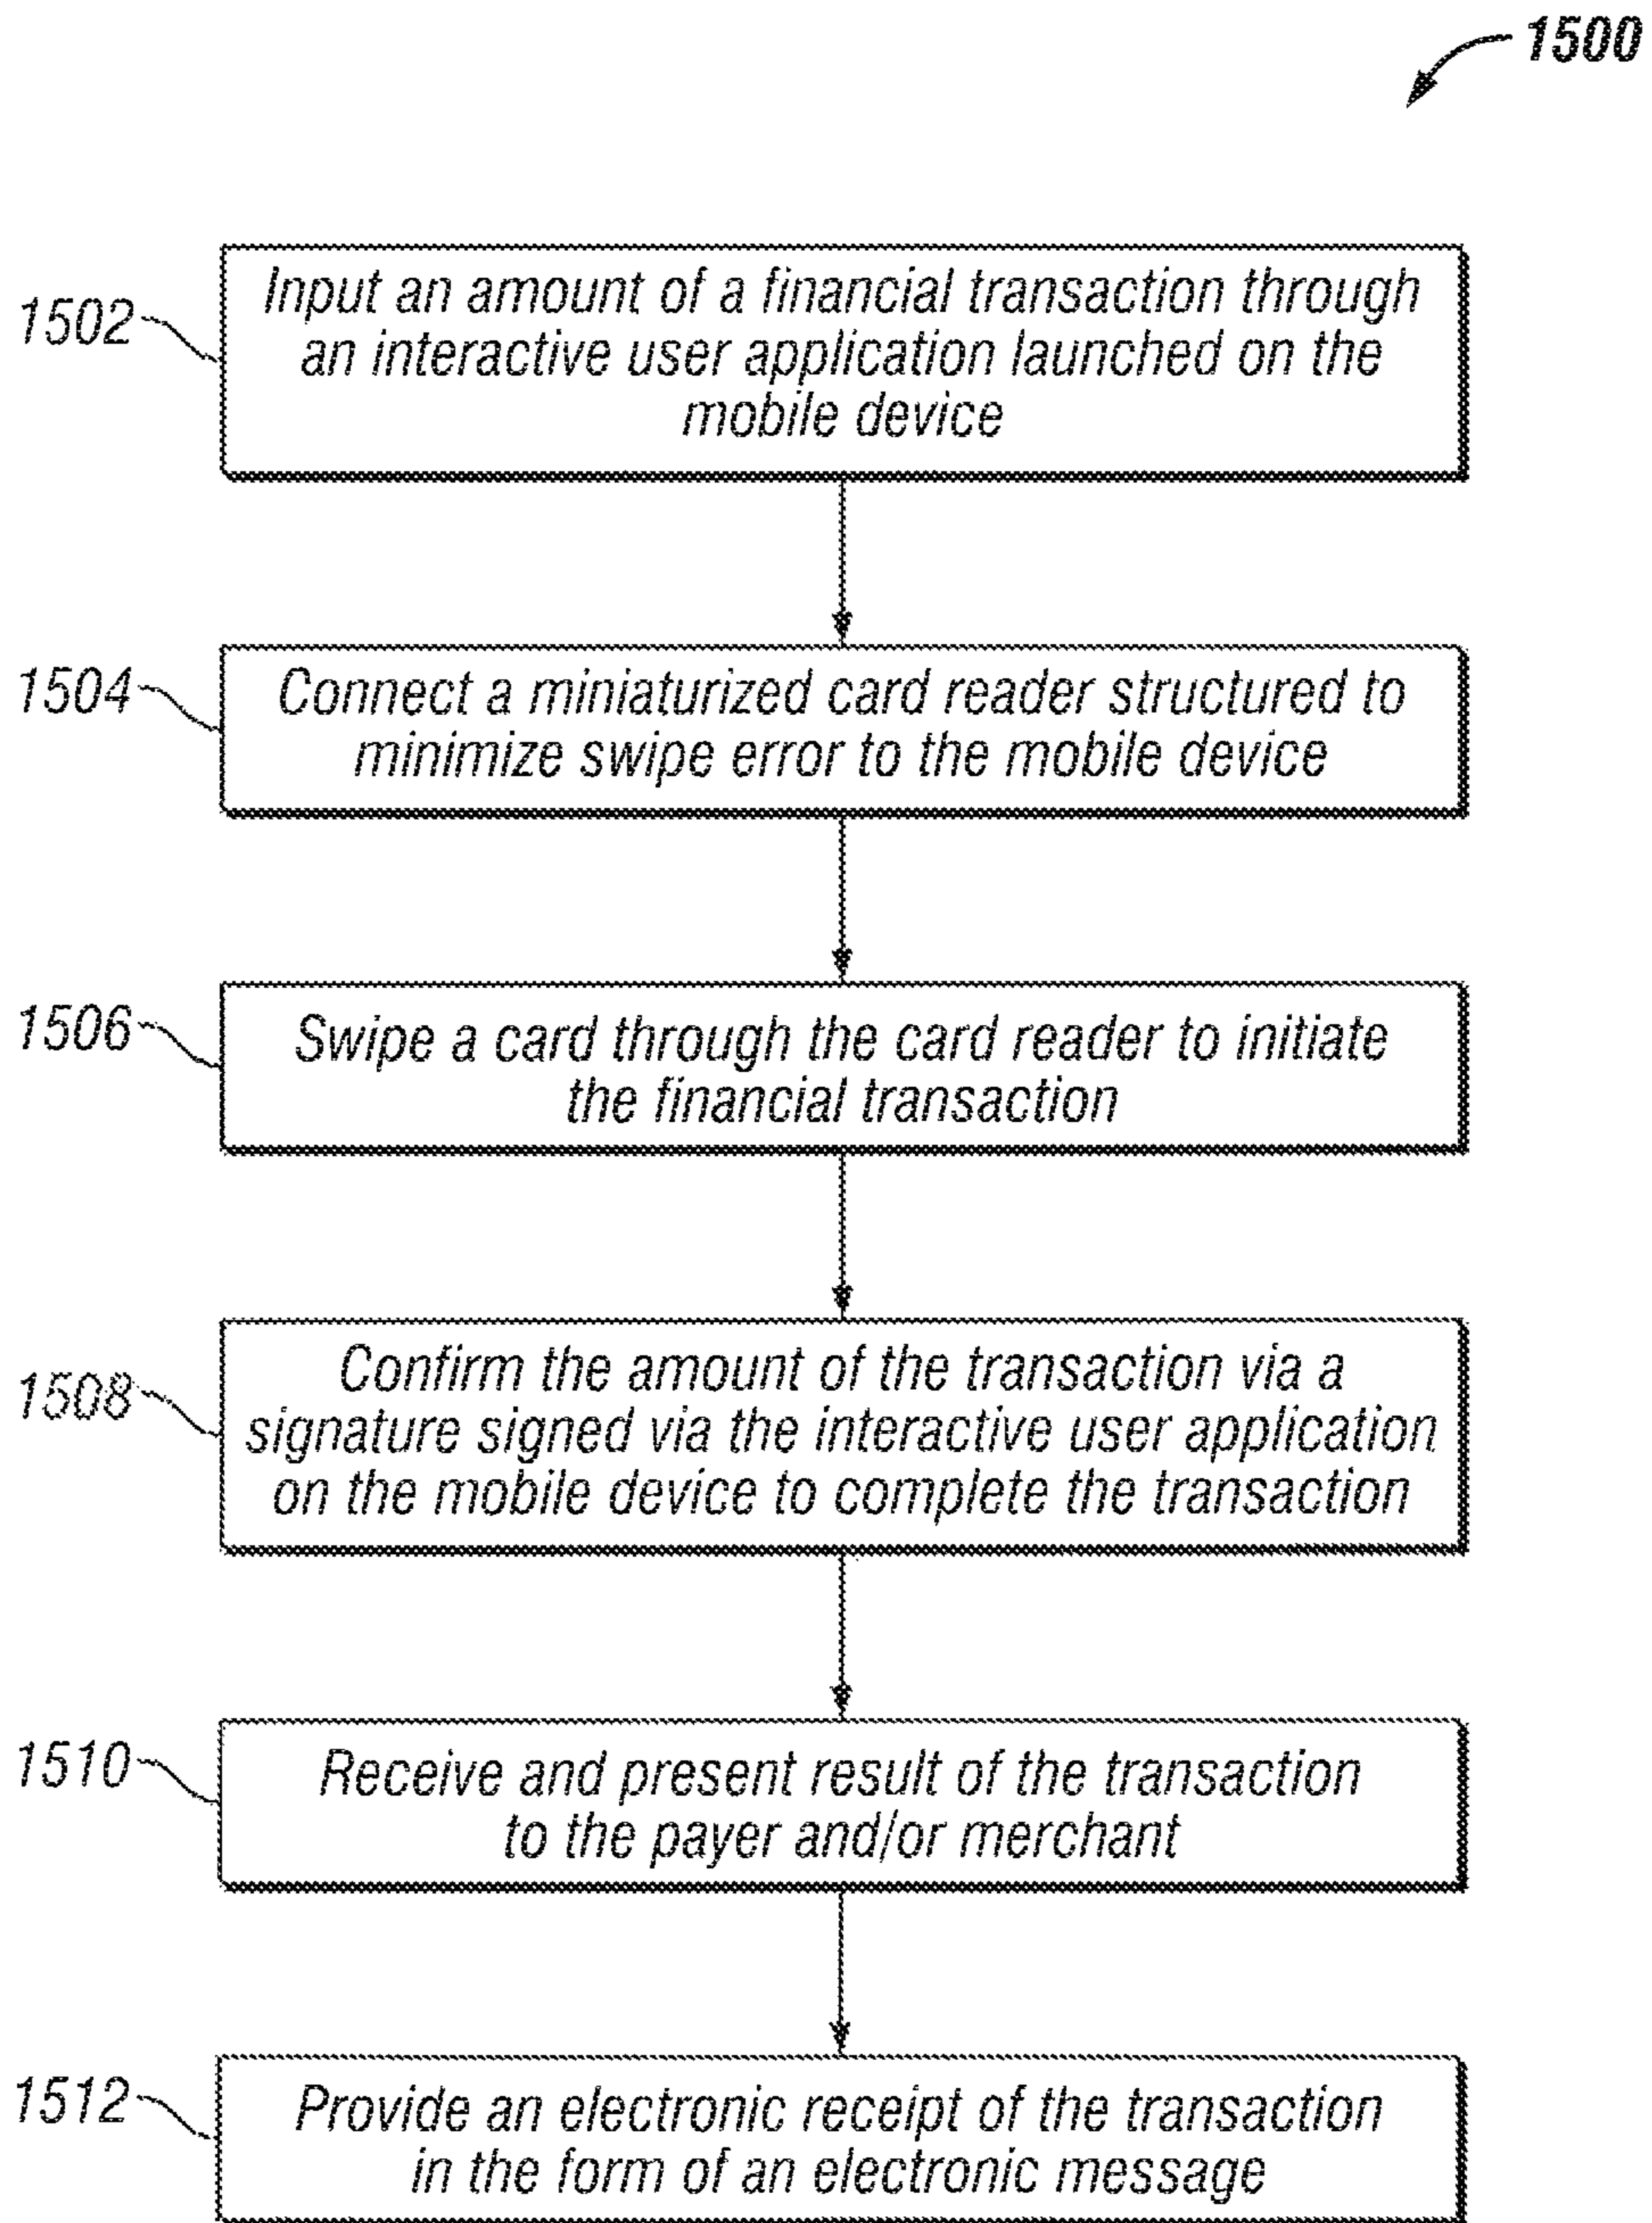 1500
1502
Input an amount of a financial transaction through
an interactive user application launched on the
mobile device
1504
Connect a miniaturized card reader structured to
minimize swipe error to the mobile device
1506
Swipe a card through the card reader to initiate
the financial transaction
1508
Confirm the amount of the transaction via a
signature signed via the interactive user application
on the mobile device to complete the transaction
1510
Receive and present result of the transaction
to the payer and/or merchant
1512
Provide an electronic receipt of the transaction
in the form of an electronic message